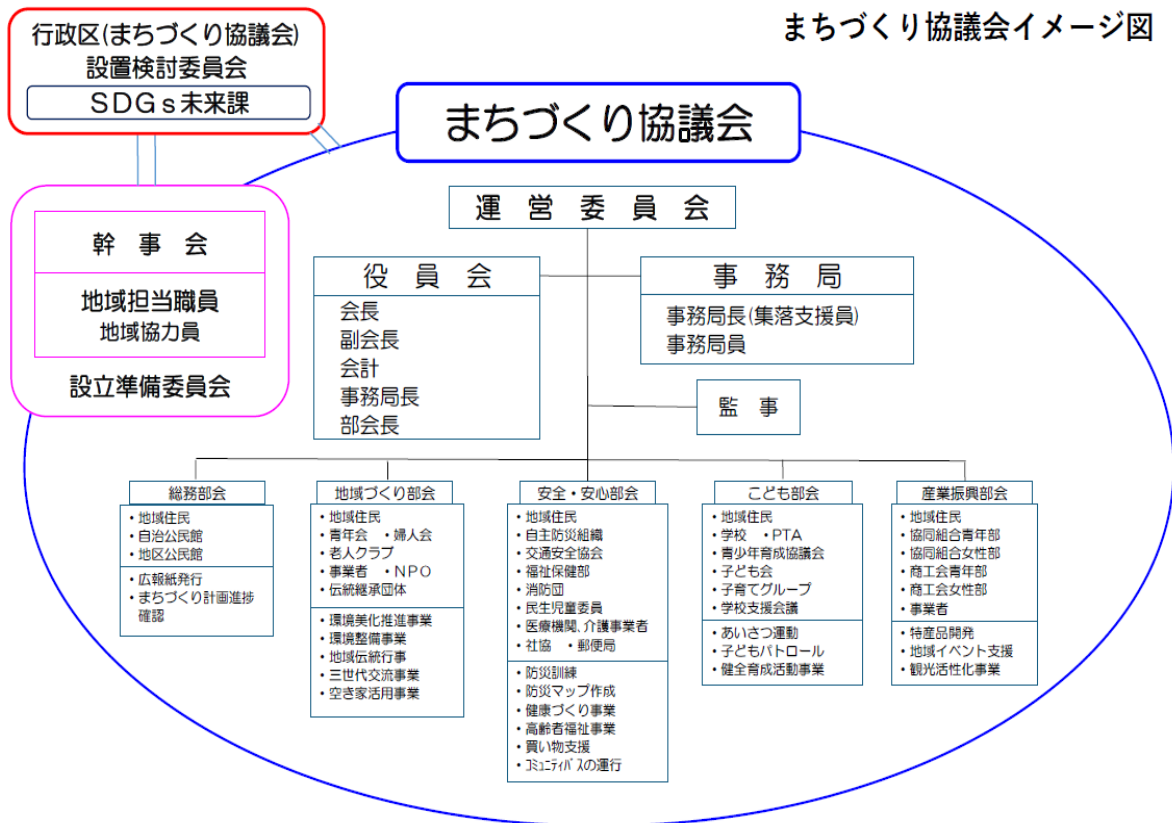 まちづくり協議会イメージ図
行政区(まちづくり協議会)
設置検討委員会
SDGs未来課
まちづくり協議会
幹 事 会
地域担当職員
地域協力員
設立準備委員会
運 営 委 員 会
役 員 会
会長
副会長
会計
事務局長
部会長
事 務 局
事務局長(集落支援員)
事務局員
監 事
総務部会
・地域住民
・自治公民館
・地区公民館
・広報紙発行
・まちづくり計画進捗
確認
地域づくり部会
・地域住民
・青年会 ・婦人会
・老人クラブ
・事業者 ・NPO
・伝統継承団体
・環境美化推進事業
・環境整備事業
・地域伝統行事
・三世代交流事業
・空き家活用事業
安全・安心部会
・地域住民
・自主防災組織
・交通安全協会
・福祉保健部
・消防団
・民生児童委員
・医療機関、介護事業者
・社協 ・郵便局
・防災訓練
・防災マップ作成
・健康づくり事業
・高齢者福祉事業
・買い物支援
・コミュニティバスの運行
こども部会
・地域住民
・学校 ・PTA
・青少年育成協議会
・子ども会
・子育てグループ
・学校支援会議
・あいさつ運動
・子どもパトロール
・健全育成活動事業
産業振興部会
・地域住民
・協同組合青年部
・協同組合女性部
・商工会青年部
・商工会女性部
・事業者
・特産品開発
・地域イベント支援
・観光活性化事業